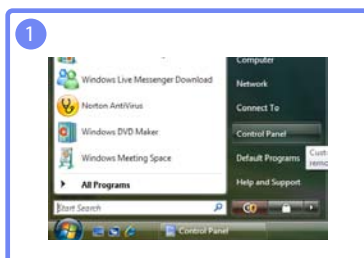 1
Computer
Windows Live Messenger Download
Network
Norton AntiVirus
Connect To
Windows DVD Maker
Control Panel
Windows Meeting Space
Default Programs
All Programs
Help and Support
Start Search
Control Panel